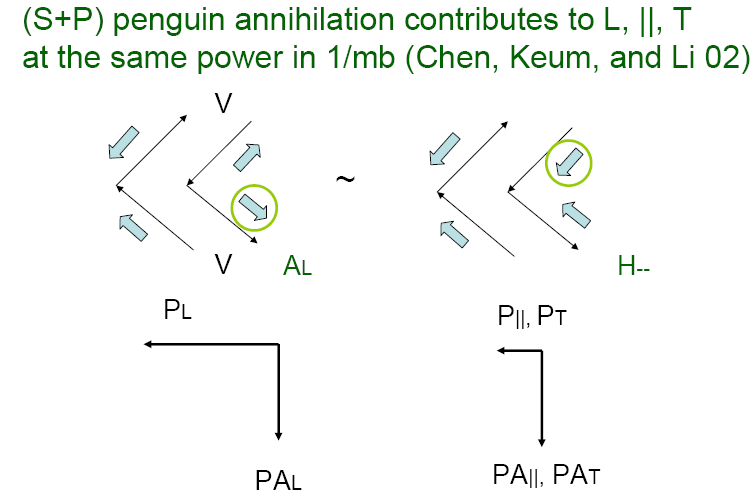 (S+P) penguin annihilation contributes to L, ||, T
at the same power in 1/mb (Chen, Keum, and Li 02)
V
~
V
AL
H--
PL
P||, PT
PAL
PA||, PAT